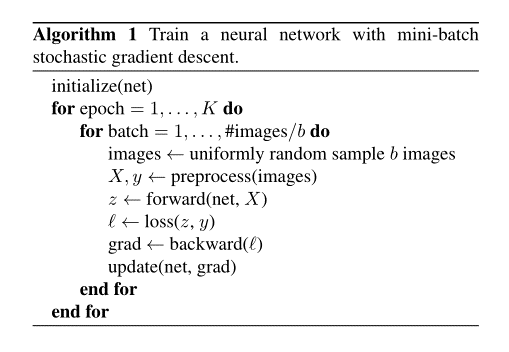 Algorithm 1 Train a neural network with mini-batch
stochastic gradient descent.
initialize(net)
for epoch = 1, . . . , K do
for batch = 1, . . . , #images/b do
images ← uniformly random sample b images
X, y ← preprocess(images)
z ← forward(net, X)
ℓ ← loss(z, y)
grad ← backward(ℓ)
update(net, grad)
end for
end for